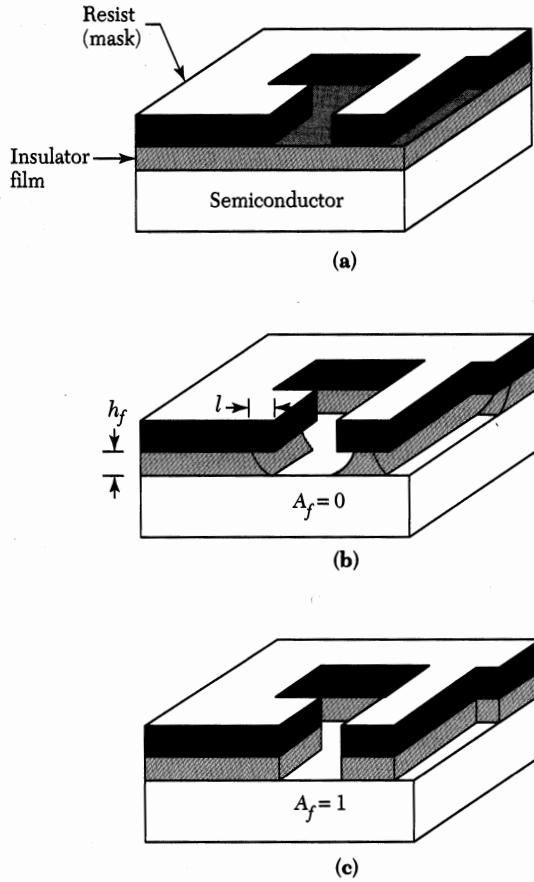 Resist
(mask)
Insulator
film
Semiconductor
(a)
l
h_f
A_f = 0
(b)
A_f = 1
(c)